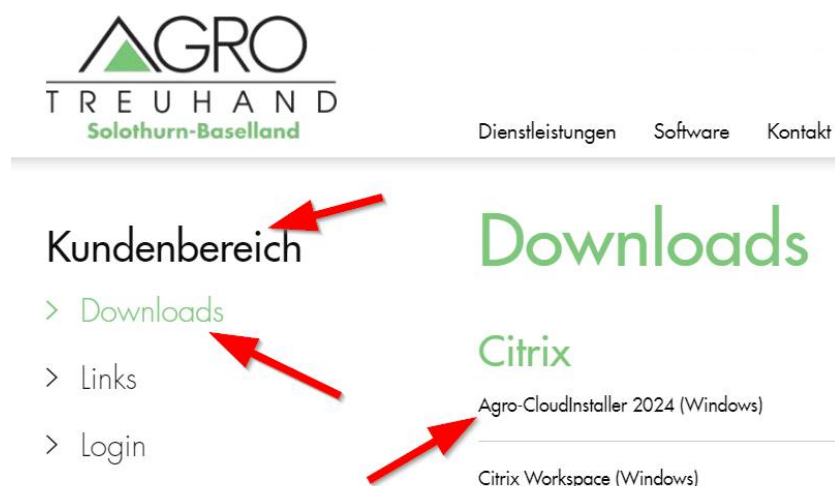 AGRO
TREUHAND
Solothurn-Baselland
Dienstleistungen Software Kontakt
Kundenbereich
> Downloads
> Links
> Login
Downloads
Citrix
Agro-CloudInstaller 2024 (Windows)
Citrix Workspace (Windows)